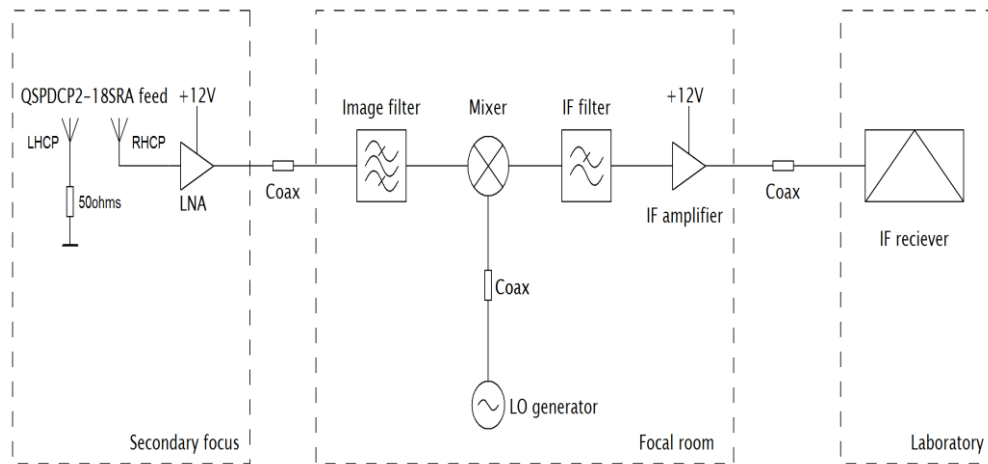 QSPDCP2-18SRA feed
+12V
LHCP
RHCP
50ohms
LNA
Coax
Secondary focus
Image filter
Mixer
IF filter
+12V
IF amplifier
Coax
LO generator
Focal room
Coax
IF reciever
Laboratory